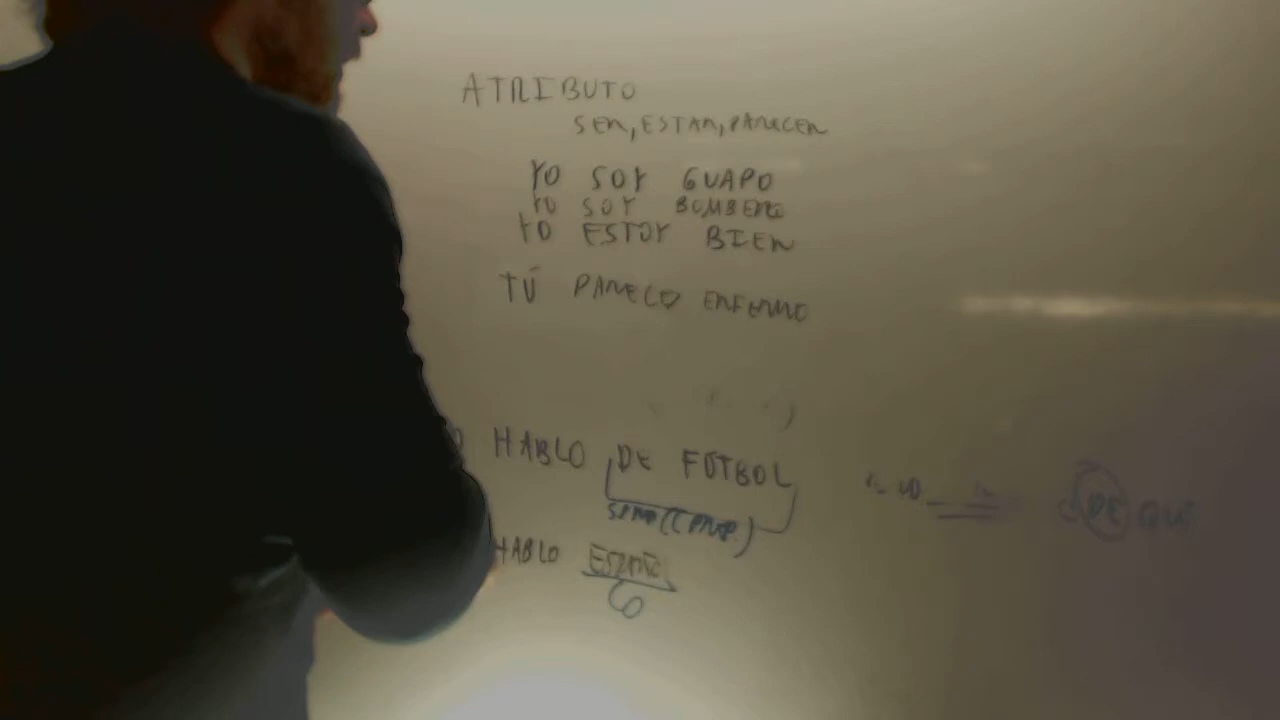 ATRIBUTO
SER, ESTAR, PARECER
YO SOY GUAPO
YO SOY BOMBERO
YO ESTOY BIEN
TÚ PARECO ENFERMO
HABLO DE FÚTBOL
DE QUE
HABLO